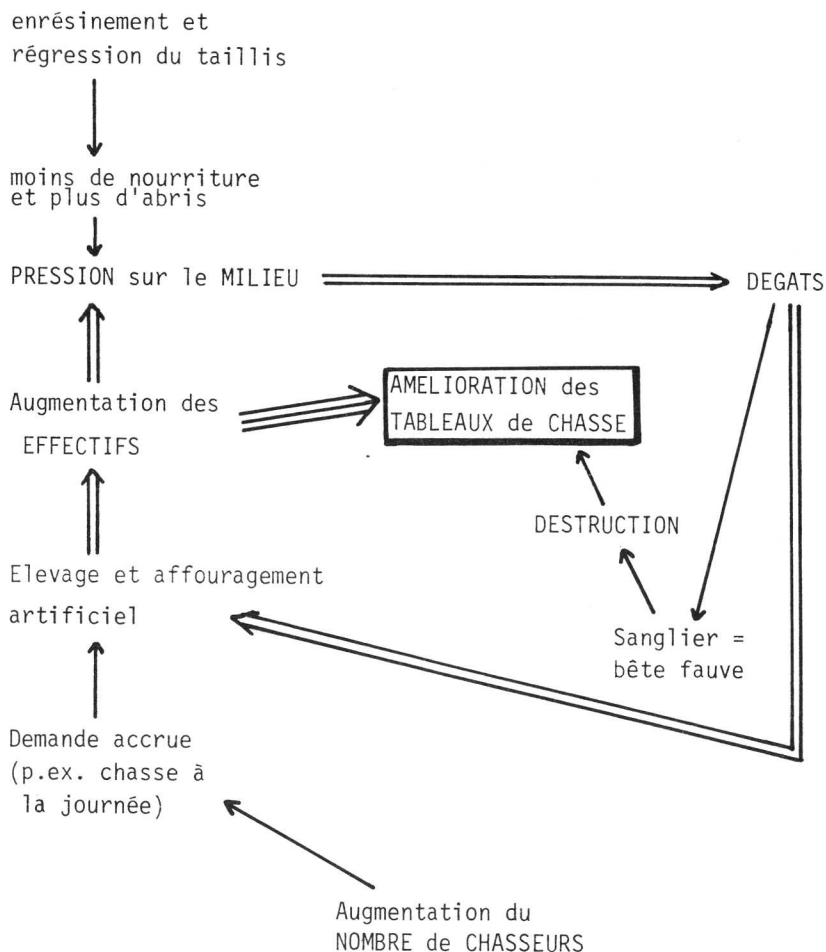 enrésinement et
régression du taillis
moins de nourriture
et plus d'abris
PRESSION sur le MILIEU
DEGATS
AMELIORATION des
TABLEAUX de CHASSE
Augmentation des
EFFECTIFS
DESTRUCTION
Elevage et affouragement
artificiel
Sanglier =
bête fauve
Demande accrue
(p.ex. chasse à
la journée)
Augmentation du
NOMBRE de CHASSEURS